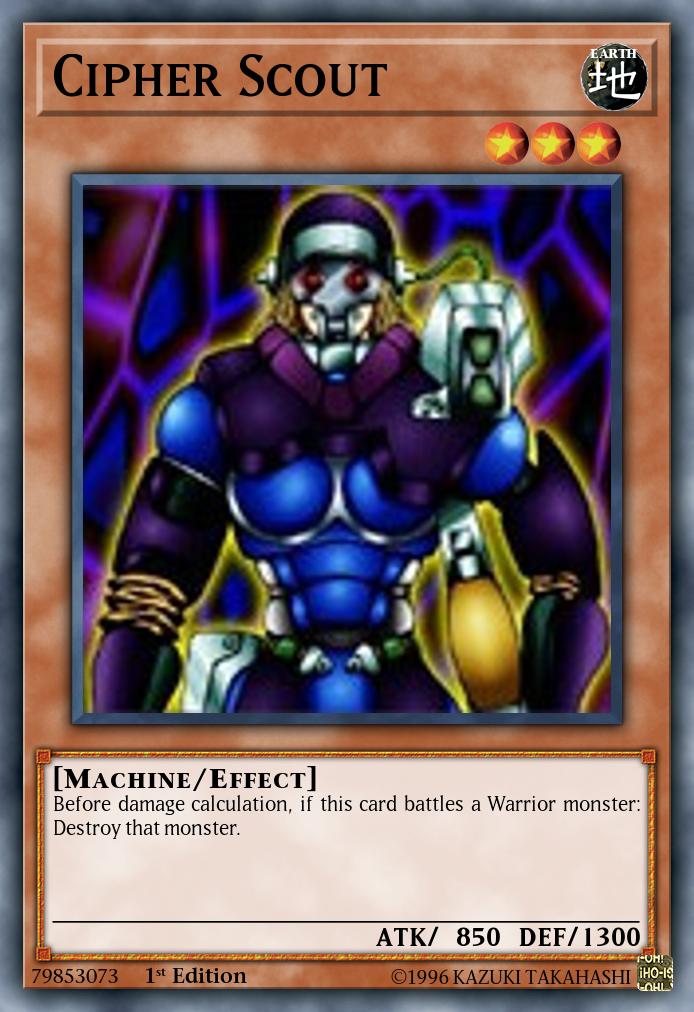 Cipher Scout
EARTH
地
[Machine/Effect]
Before damage calculation, if this card battles a Warrior monster:
Destroy that monster.
ATK/ 850 DEF/1300
79853073 1st Edition ©1996 KAZUKI TAKAHASHI